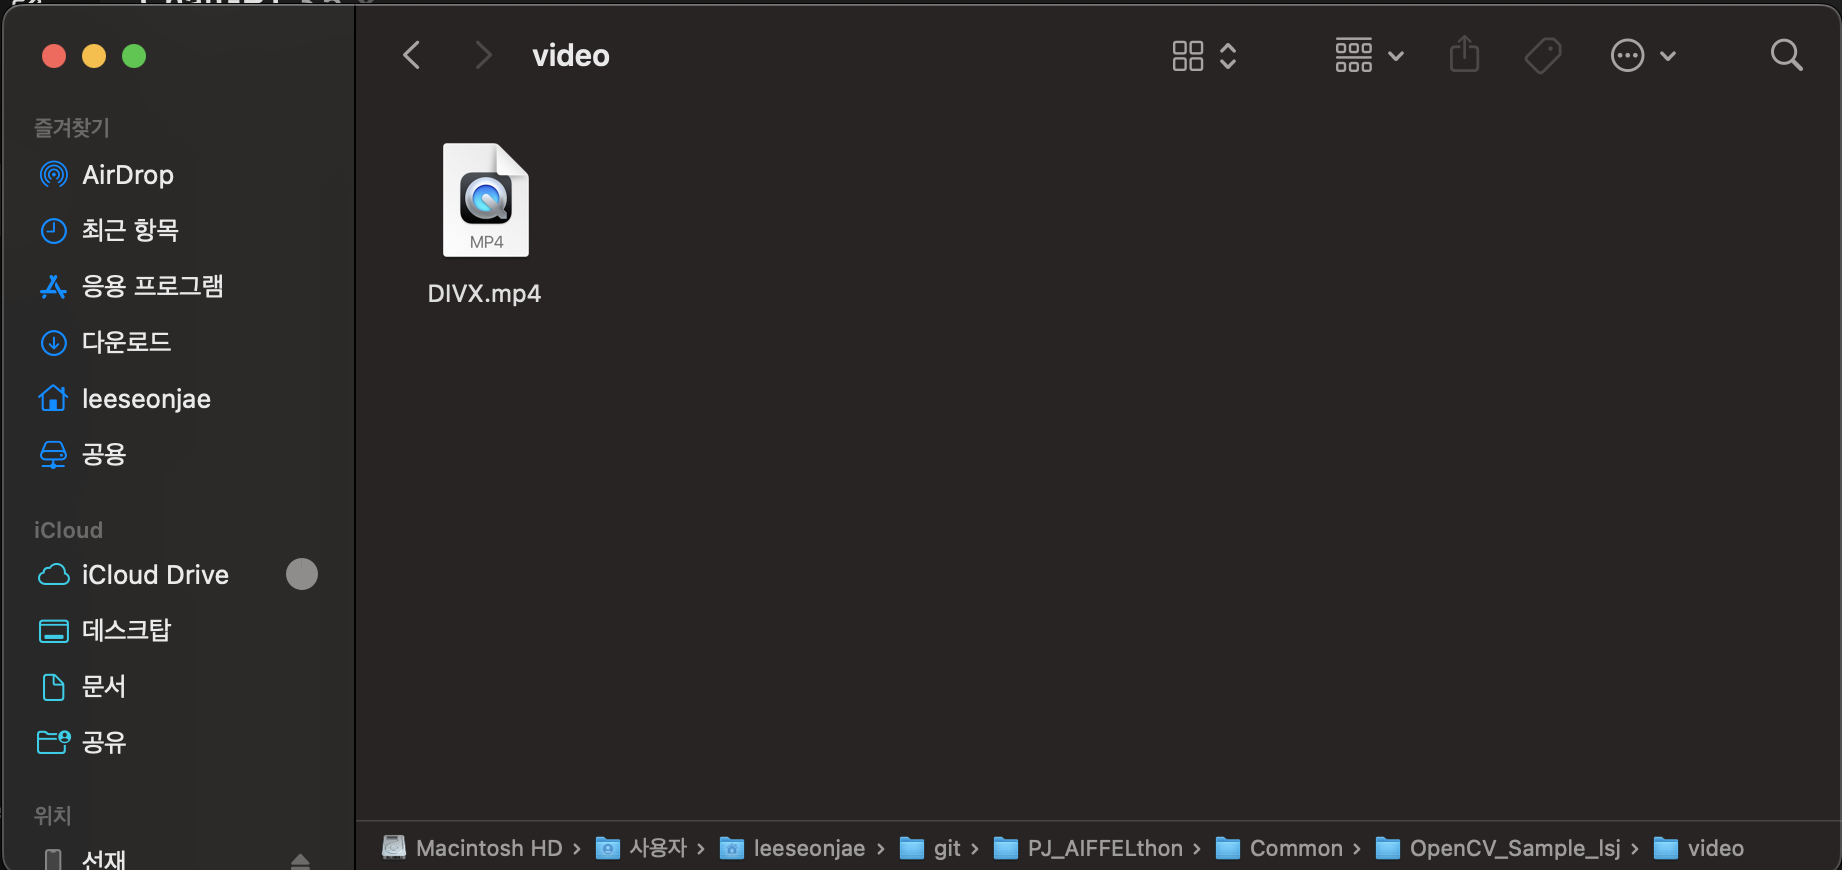 video
즐겨찾기
AirDrop
최근 항목
응용 프로그램
다운로드
leeseonjae
공용
iCloud
iCloud Drive
데스크탑
문서
공유
위치
선재
MP4
DIVX.mp4
Macintosh HD › 사용자 › leeseonjae › git › PJ_AIFFELthon › Common › OpenCV_Sample_lsj › video